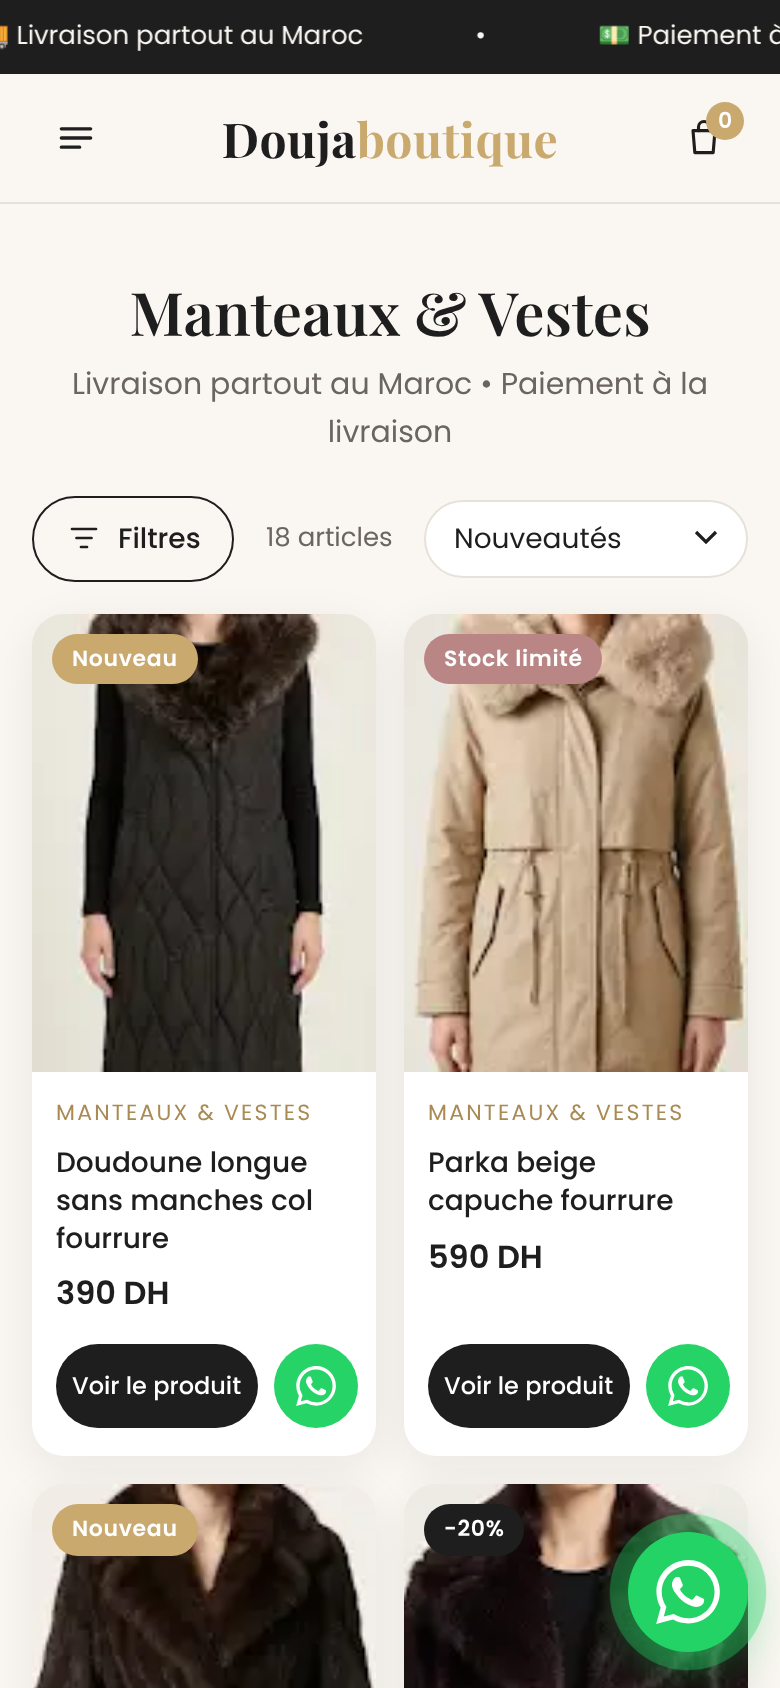 Livraison partout au Maroc • Paiement à
Doujaboutique
0
Manteaux & Vestes
Livraison partout au Maroc • Paiement à la
livraison
Filtres
18 articles
Nouveautés
Nouveau
Stock limité
MANTEAUX & VESTES
Doudoune longue
sans manches col
fourrure
390 DH
Voir le produit
MANTEAUX & VESTES
Parka beige
capuche fourrure
590 DH
Voir le produit
Nouveau
-20%